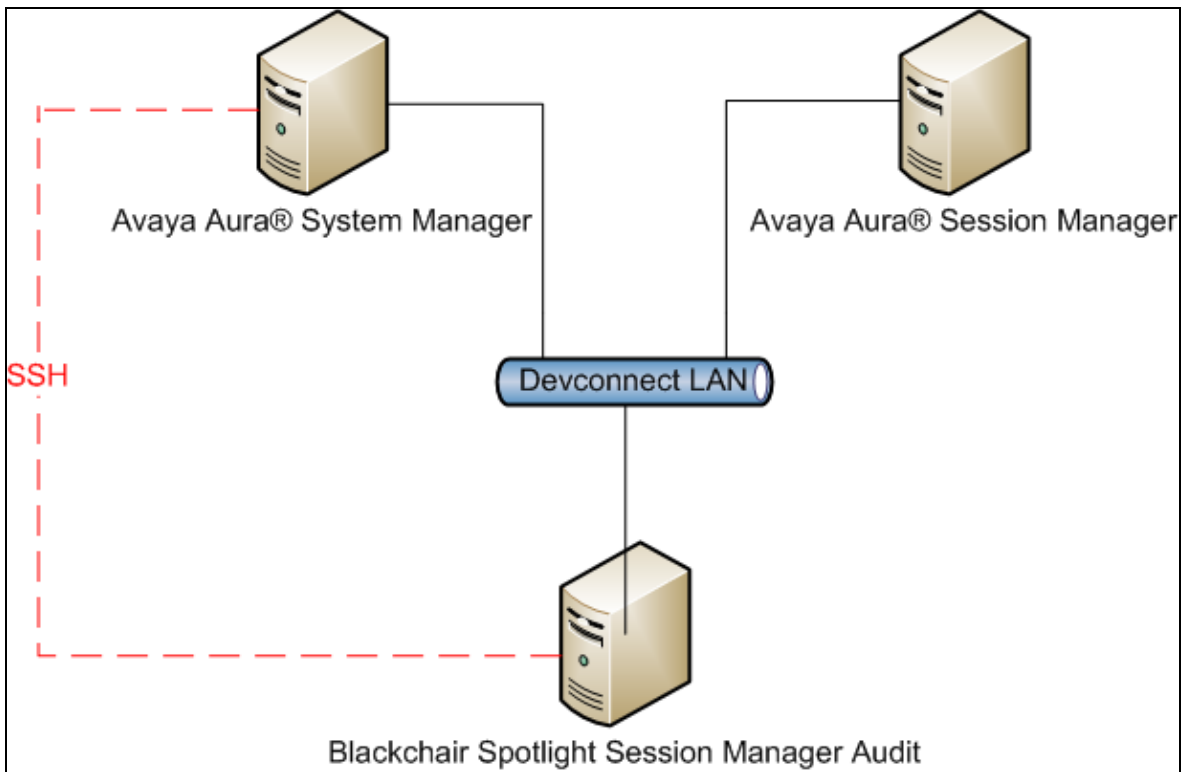 Avaya Aura® System Manager
Avaya Aura® Session Manager
SSH
Devconnect LAN
Blackchair Spotlight Session Manager Audit